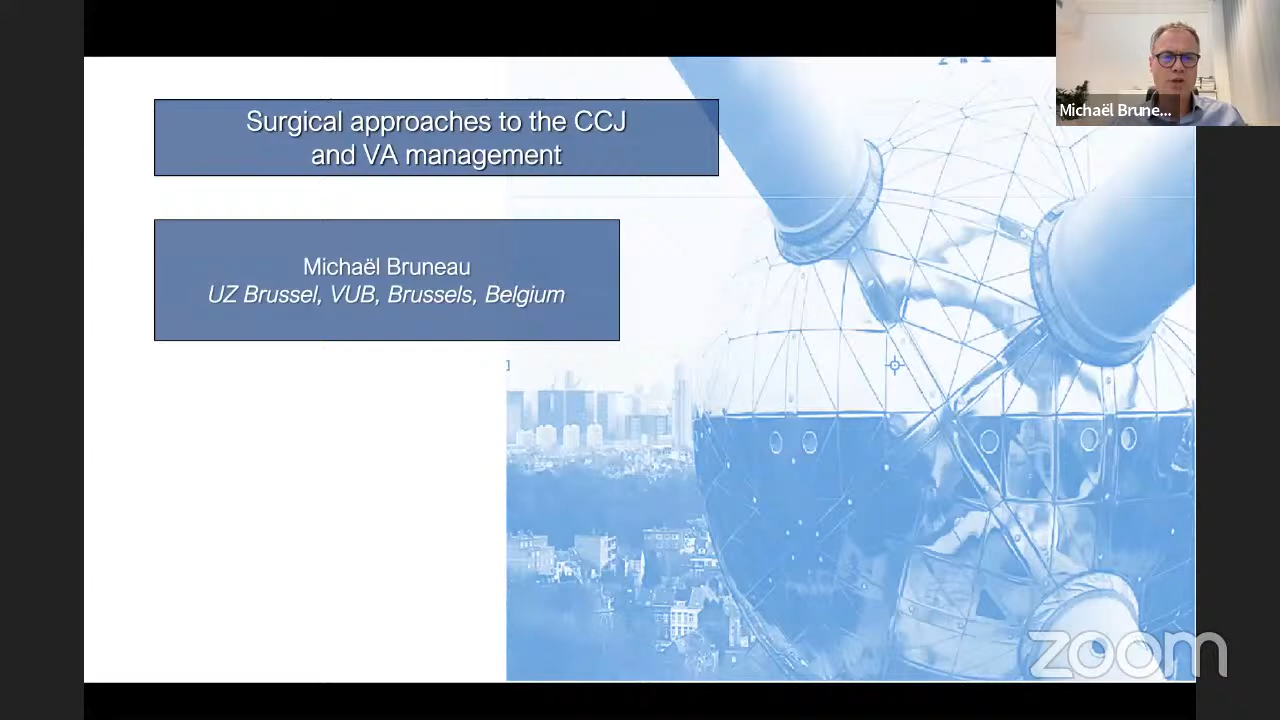 Surgical approaches to the CCJ
and VA management
Michaël Bruneau
UZ Brussel, VUB, Brussels, Belgium
Michaël Brune...
zoom